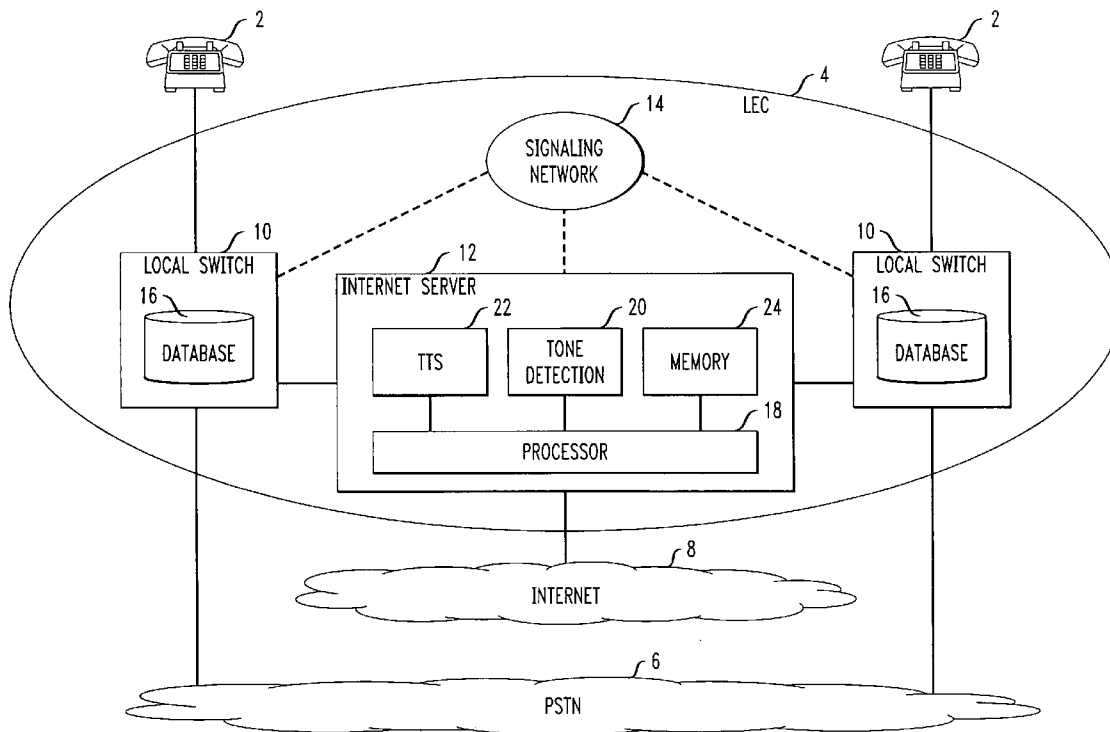 2
2
4
LEC
14
SIGNALING
NETWORK
10
LOCAL SWITCH
16
DATABASE
12
INTERNET SERVER
22
TTS
20
TONE
DETECTION
24
MEMORY
18
PROCESSOR
10
LOCAL SWITCH
16
DATABASE
8
INTERNET
6
PSTN